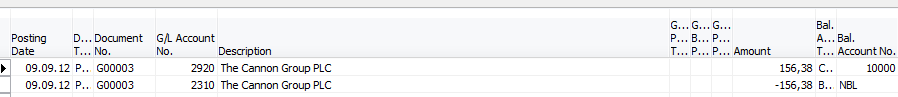 G... G... G... Bal.
Posting D... Document G/L Account P... B... P... A... Bal.
Date T... No. No. Description T... P... P... Amount T... Account No.
09.09.12 P... G00003 2920 The Cannon Group PLC 156,38 C... 10000
09.09.12 P... G00003 2310 The Cannon Group PLC -156,38 B... NBL